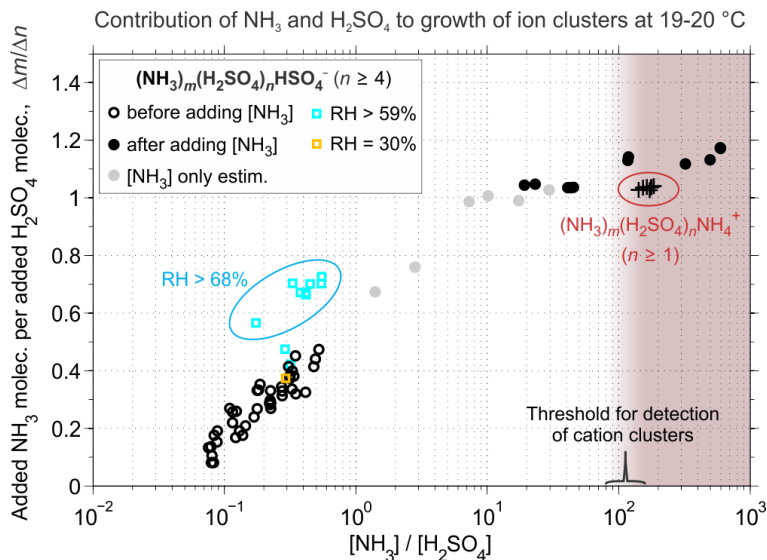 Contribution of NH₃ and H₂SO₄ to growth of ion clusters at 19-20 °C
Added NH₃ molec. per added H₂SO₄ molec., Δm/Δn
1.4
1.2
1
0.8
0.6
0.4
0.2
0
(NH₃)ₘ(H₂SO₄)ₙHSO₄⁻ (n ≥ 4)
before adding [NH₃]
RH > 59%
after adding [NH₃]
RH = 30%
[NH₃] only estim.
RH > 68%
(NH₃)ₘ(H₂SO₄)ₙNH₄⁺
(n ≥ 1)
Threshold for detection
of cation clusters
10⁻² 10⁻¹ 10⁰ 10¹ 10² 10³
[NH₃] / [H₂SO₄]